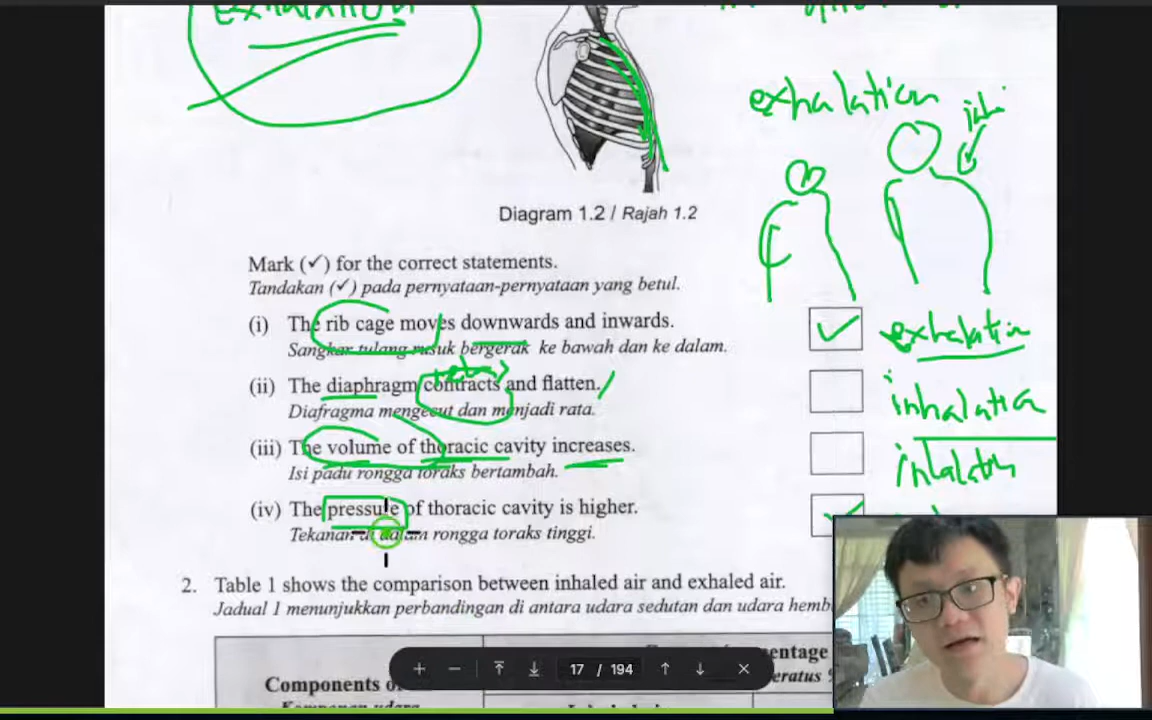 exhalation
exhalation
Diagram 1.2 / Rajah 1.2
Mark (✓) for the correct statements.
Tandakan (✓) pada pernyataan-pernyataan yang betul.
(i) The rib cage moves downwards and inwards. ✓ exhalation
Sangkar tulang rusuk bergerak ke bawah dan ke dalam.
(ii) The diaphragm contracts and flatten. inhalation
Diafragma mengecut dan menjadi rata.
(iii) The volume of thoracic cavity increases. inhalation
Isi padu rongga toraks bertambah.
(iv) The pressure of thoracic cavity is higher. ✓
Tekanan di dalam rongga toraks tinggi.
2. Table 1 shows the comparison between inhaled air and exhaled air.
Jadual 1 menunjukkan perbandingan di antara udara sedutan dan udara hemb
17 / 194
entage
eratus %
Components o